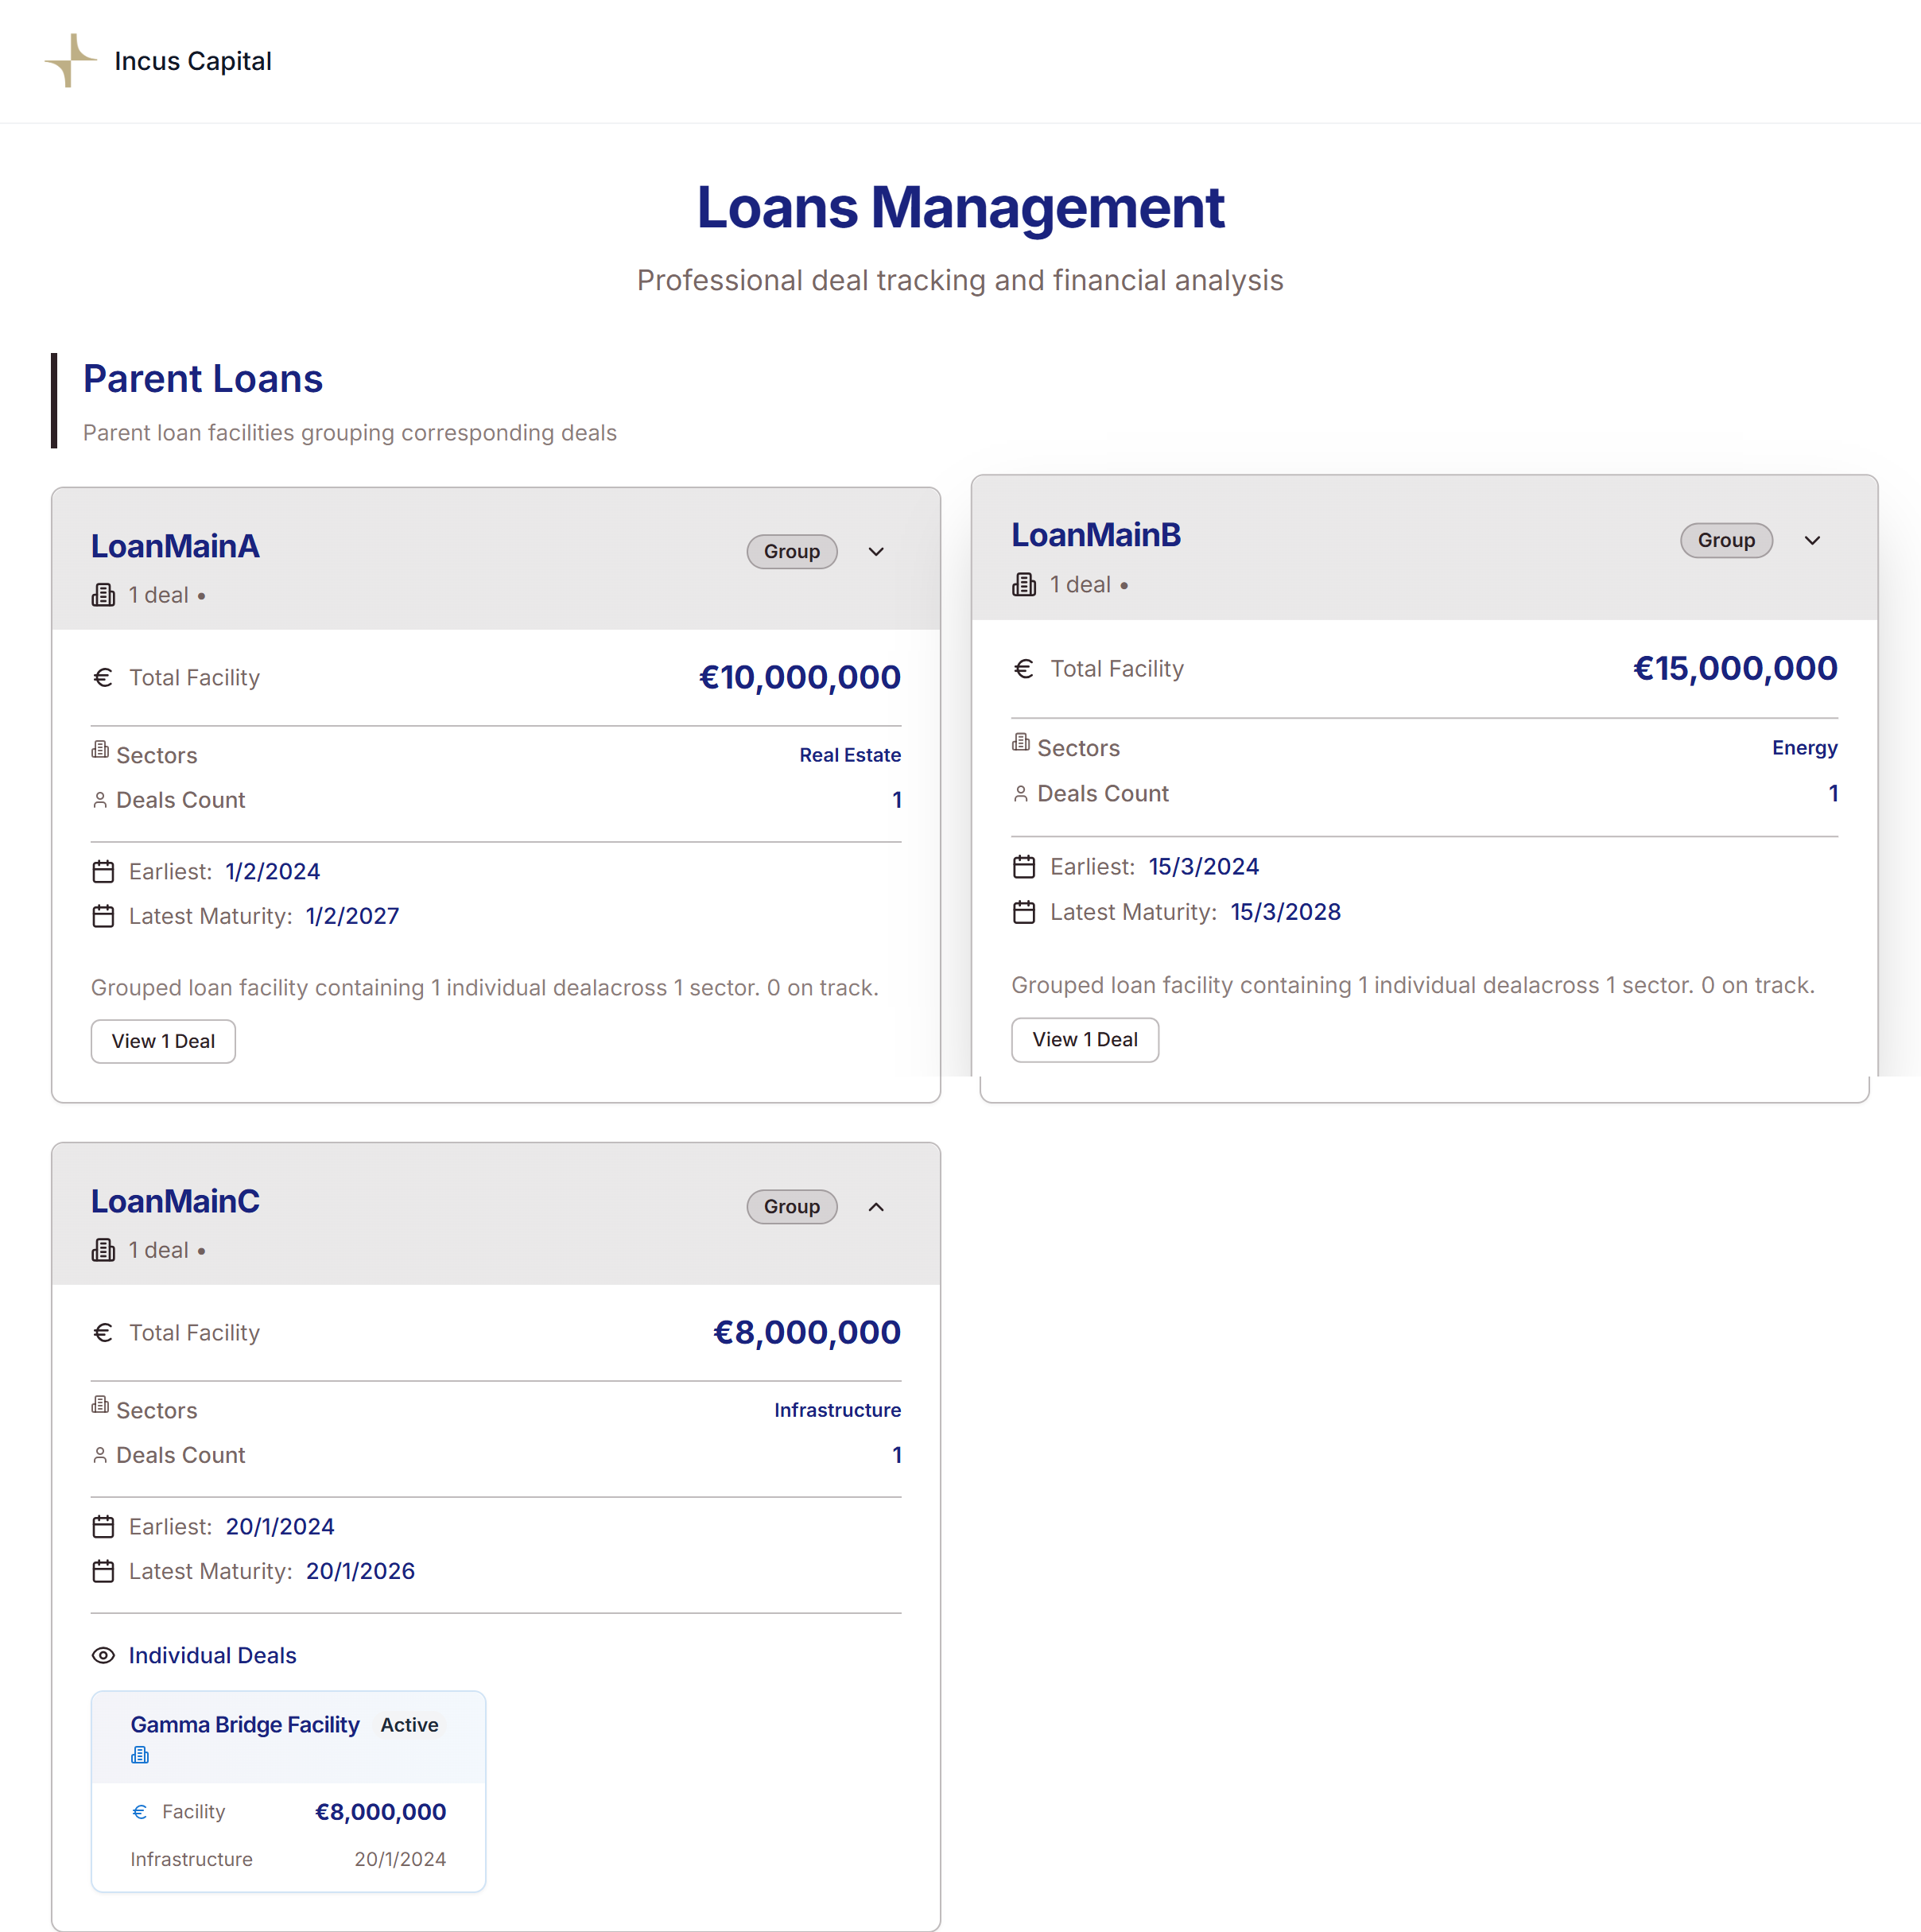 Incus Capital
Loans Management
Professional deal tracking and financial analysis
Parent Loans
Parent loan facilities grouping corresponding deals
LoanMainA
Group
1 deal •
€ Total Facility €10,000,000
Sectors Real Estate
Deals Count 1
Earliest: 1/2/2024
Latest Maturity: 1/2/2027
Grouped loan facility containing 1 individual dealacross 1 sector. 0 on track.
View 1 Deal
LoanMainB
Group
1 deal •
€ Total Facility €15,000,000
Sectors Energy
Deals Count 1
Earliest: 15/3/2024
Latest Maturity: 15/3/2028
Grouped loan facility containing 1 individual dealacross 1 sector. 0 on track.
View 1 Deal
LoanMainC
Group
1 deal •
€ Total Facility €8,000,000
Sectors Infrastructure
Deals Count 1
Earliest: 20/1/2024
Latest Maturity: 20/1/2026
Individual Deals
Gamma Bridge Facility Active
€ Facility €8,000,000
Infrastructure 20/1/2024